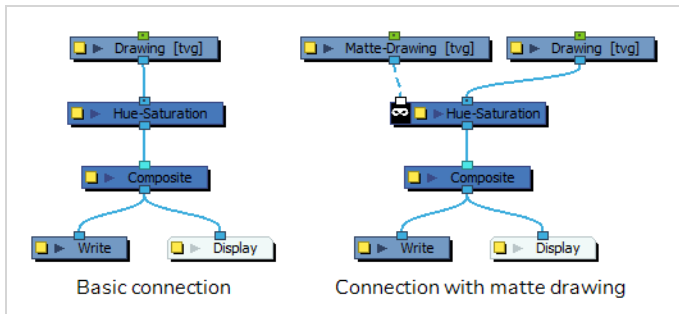 Drawing [tvg]
Hue-Saturation
Composite
Write
Display
Basic connection
Matte-Drawing [tvg]
Drawing [tvg]
Hue-Saturation
Composite
Write
Display
Connection with matte drawing